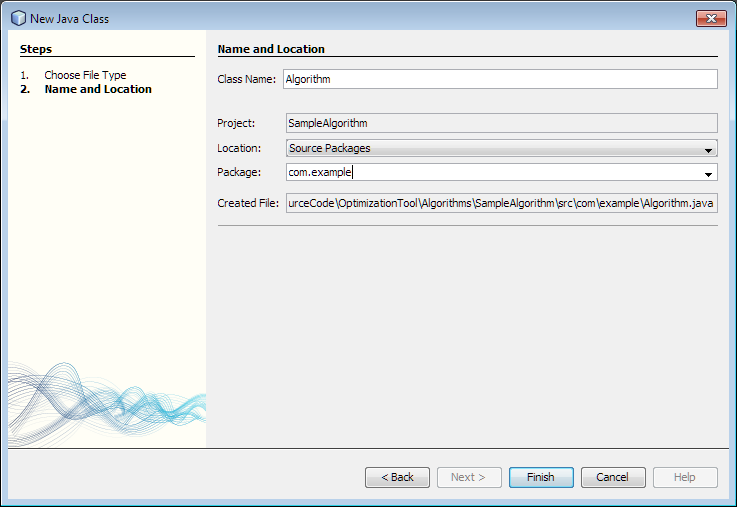 New Java Class
Steps
1. Choose File Type
2. Name and Location
Name and Location
Class Name: Algorithm
Project: SampleAlgorithm
Location: Source Packages
Package: com.example
Created File: urceCode\OptimizationTool\Algorithms\SampleAlgorithm\src\com\example\Algorithm.java
< Back Next > Finish Cancel Help